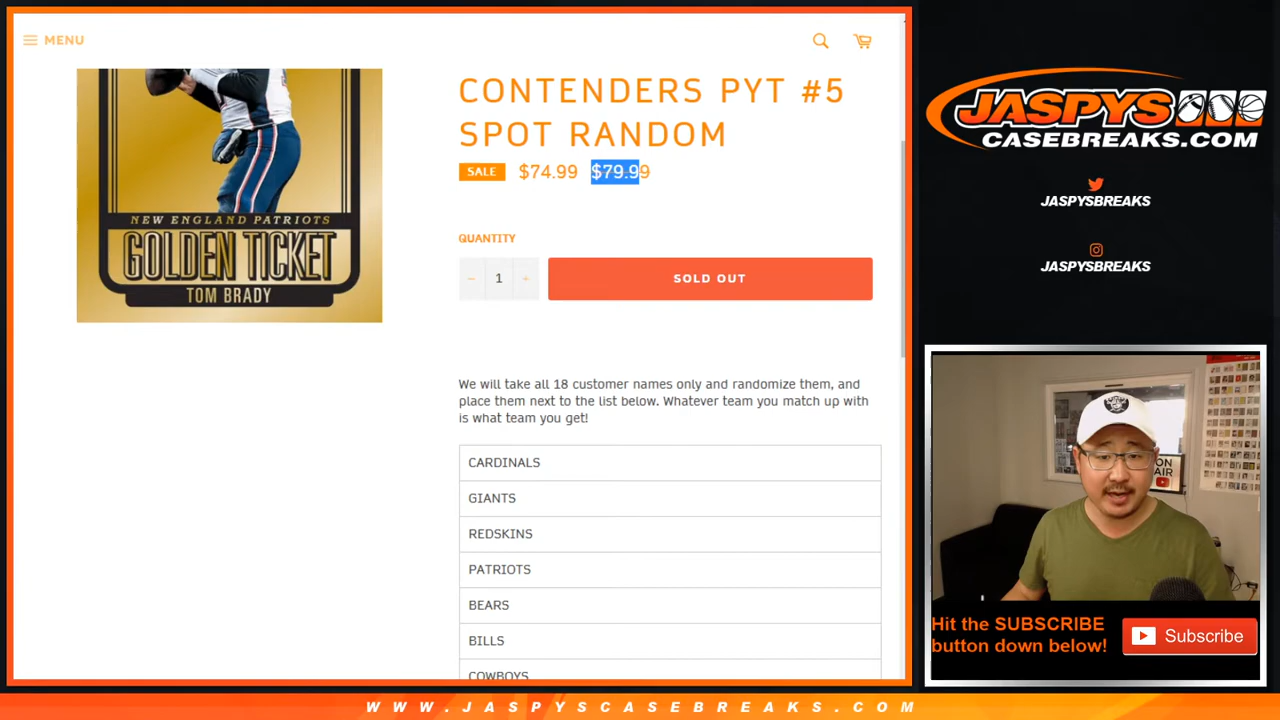 MENU
CONTENDERS PYT #5
SPOT RANDOM
SALE $74.99 $79.99
NEW ENGLAND PATRIOTS
GOLDEN TICKET
TOM BRADY
QUANTITY
− 1 +
SOLD OUT
We will take all 18 customer names only and randomize them, and
place them next to the list below. Whatever team you match up with
is what team you get!
CARDINALS
GIANTS
REDSKINS
PATRIOTS
BEARS
BILLS
COWBOYS
JASPYS
CASEBREAKS.COM
JASPYSBREAKS
JASPYSBREAKS
ON
AIR
Hit the SUBSCRIBE
button down below!
Subscribe
WWW.JASPYSCASEBREAKS.COM